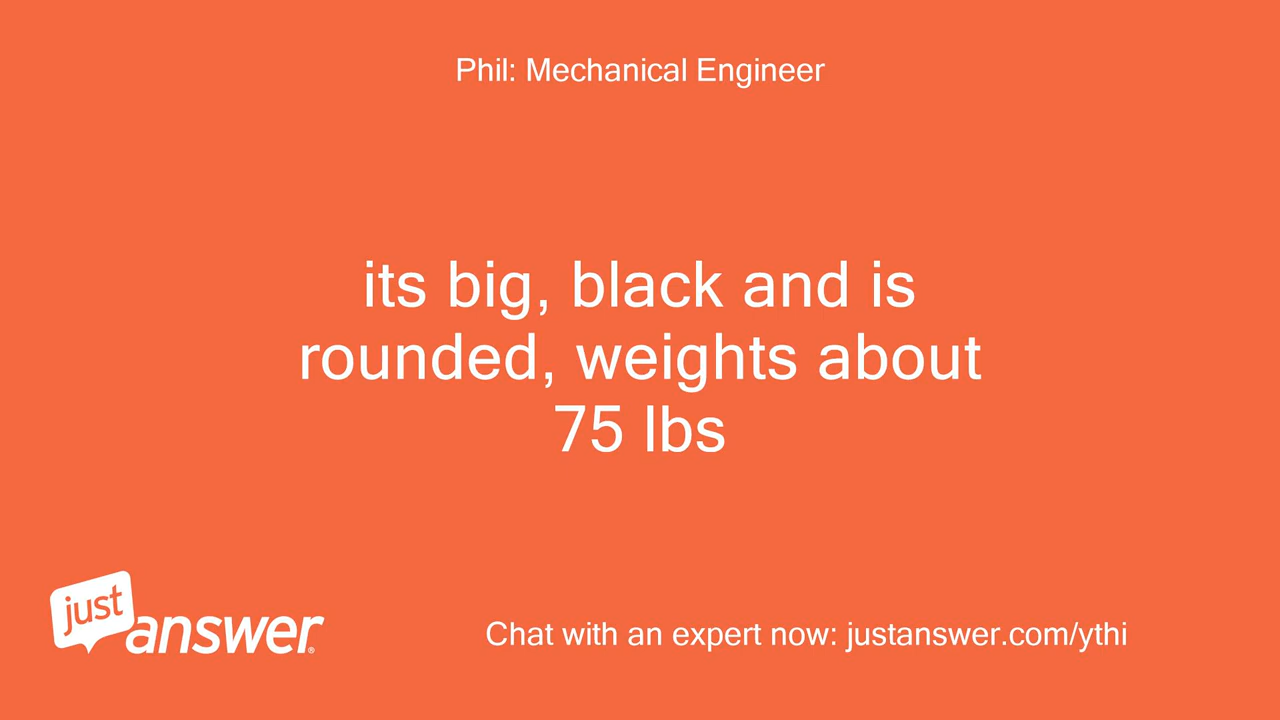 Phil: Mechanical Engineer
its big, black and is
rounded, weights about
75 lbs
just
answer®
Chat with an expert now: justanswer.com/ythi